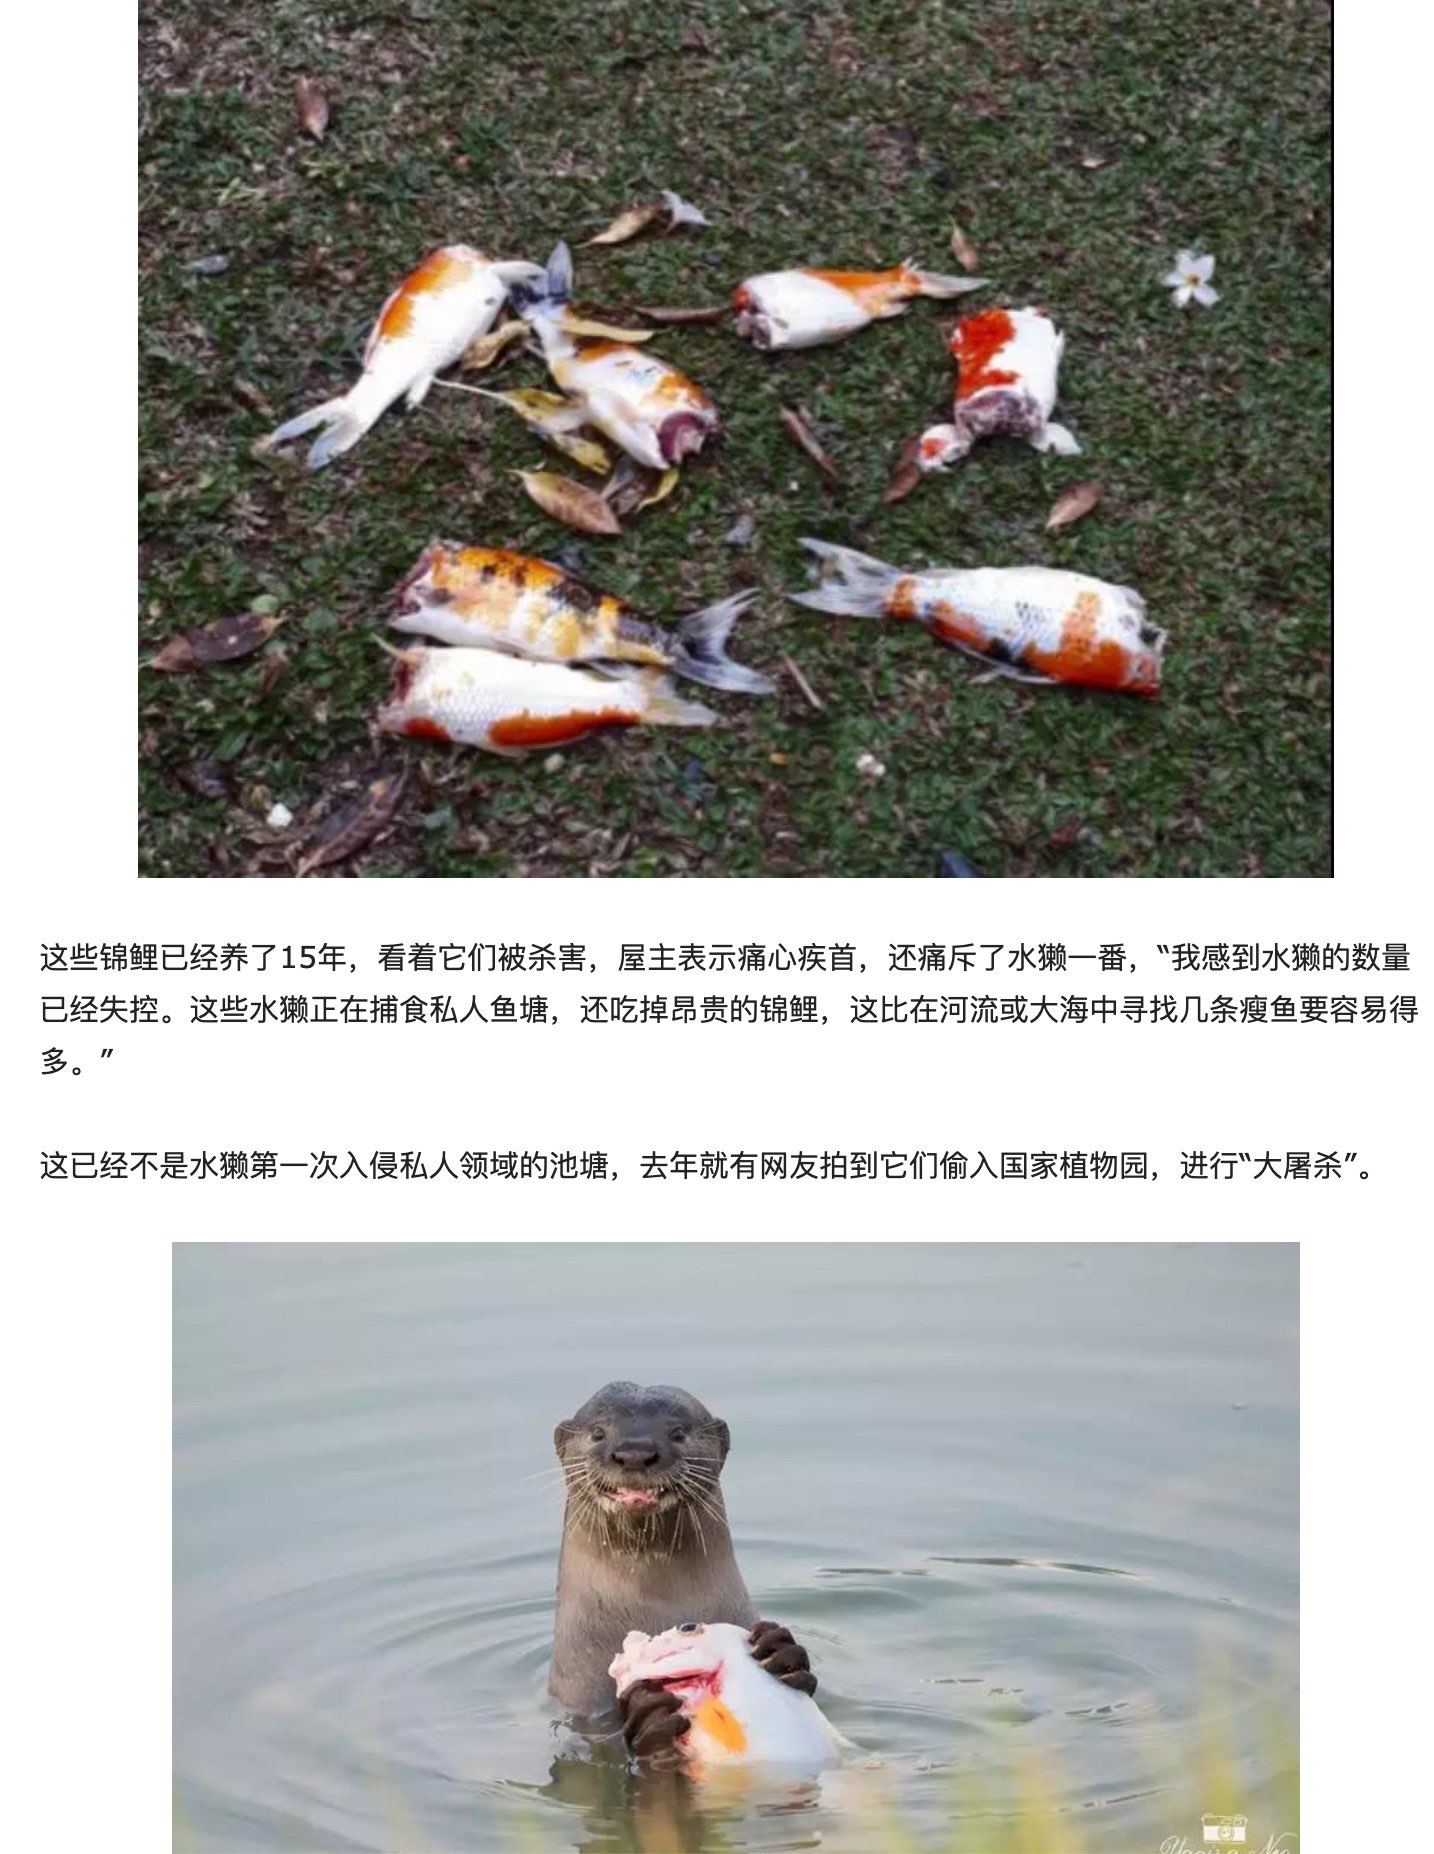 这些锦鲤已经养了15年，看着它们被杀害，屋主表示痛心疾首，还痛斥了水獭一番，“我感到水獭的数量
已经失控。这些水獭正在捕食私人鱼塘，还吃掉昂贵的锦鲤，这比在河流或大海中寻找几条瘦鱼要容易得
多。”
这已经不是水獭第一次入侵私人领域的池塘，去年就有网友拍到它们偷入国家植物园，进行“大屠杀”。